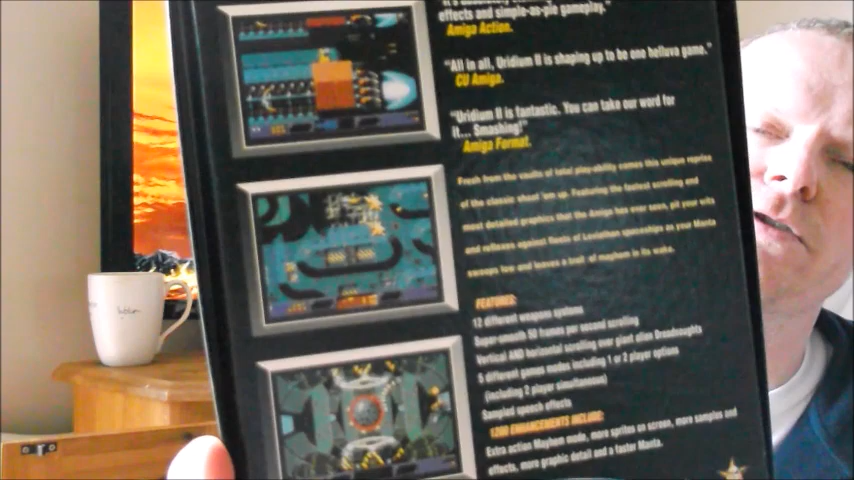 effects and simple-as-pie gameplay."
Amiga Action.
"All in all, Uridium II is shaping up to be one helluva game."
CU Amiga.
"Uridium II is fantastic. You can take our word for
it... Smashing!"
Amiga Format.
Fresh from the vaults of total play-ability comes this unique reprise
of the classic shoot 'em up. Featuring the fastest scrolling and
most detailed graphics that the Amiga has ever seen, pit your wits
and reflexes against fleets of Leviathan spaceships as your Manta
sweeps low and leaves a trail of mayhem in its wake.
FEATURES:
12 different weapons systems
Super-smooth 50 frames per second scrolling
Vertical AND horizontal scrolling over giant alien Dreadnoughts
5 different games modes including 1 or 2 player options
(including 2 player simultaneous)
Sampled speech effects
1200 ENHANCEMENTS INCLUDE:
Extra action Mayhem mode, more sprites on screen, more samples and
effects, more graphic detail and a faster Manta.